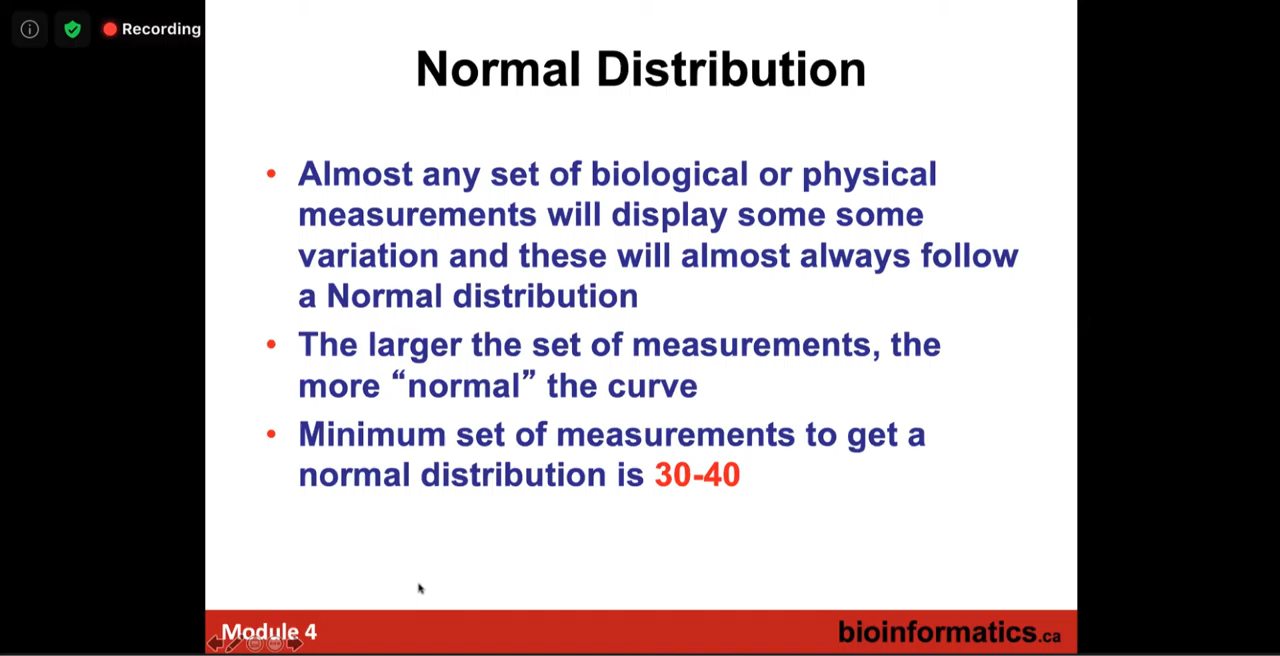 Recording
Normal Distribution
• Almost any set of biological or physical
measurements will display some some
variation and these will almost always follow
a Normal distribution
• The larger the set of measurements, the
more “normal” the curve
• Minimum set of measurements to get a
normal distribution is 30-40
Module 4
bioinformatics.ca